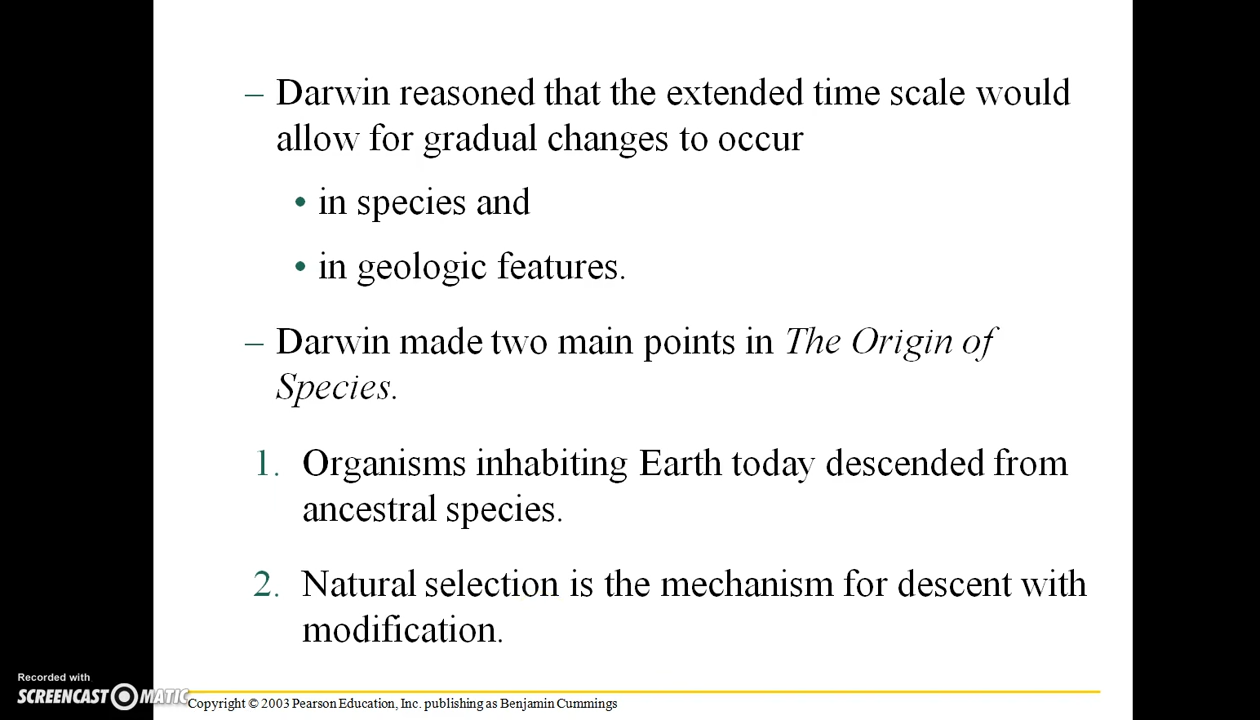 – Darwin reasoned that the extended time scale would
allow for gradual changes to occur
• in species and
• in geologic features.
– Darwin made two main points in The Origin of
Species.
1. Organisms inhabiting Earth today descended from
ancestral species.
2. Natural selection is the mechanism for descent with
modification.
Recorded with
SCREENCAST O MATIC
Copyright © 2003 Pearson Education, Inc. publishing as Benjamin Cummings